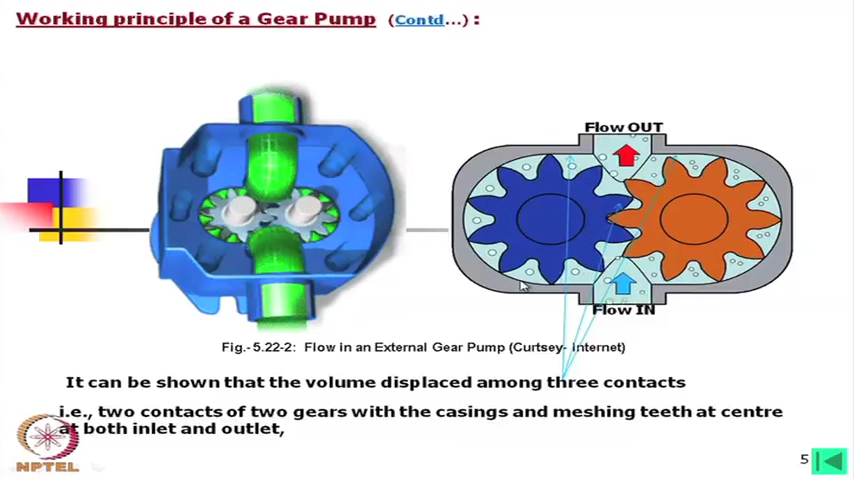 Working principle of a Gear Pump (Contd…) :
Flow OUT
Flow IN
Fig.- 5.22-2: Flow in an External Gear Pump (Curtsey- Internet)
It can be shown that the volume displaced among three contacts
i.e., two contacts of two gears with the casings and meshing teeth at centre
at both inlet and outlet,
NPTEL
5